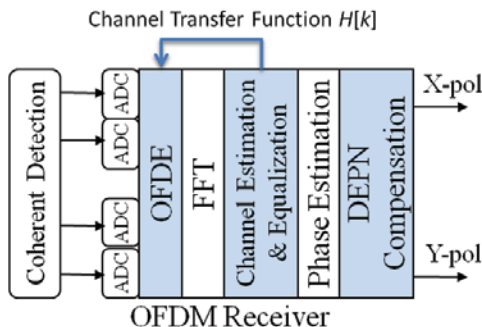 Channel Transfer Function H[k]
Coherent Detection
ADC
ADC
ADC
ADC
OFDE
FFT
Channel Estimation
& Equalization
Phase Estimation
DEPN
Compensation
X-pol
Y-pol
OFDM Receiver